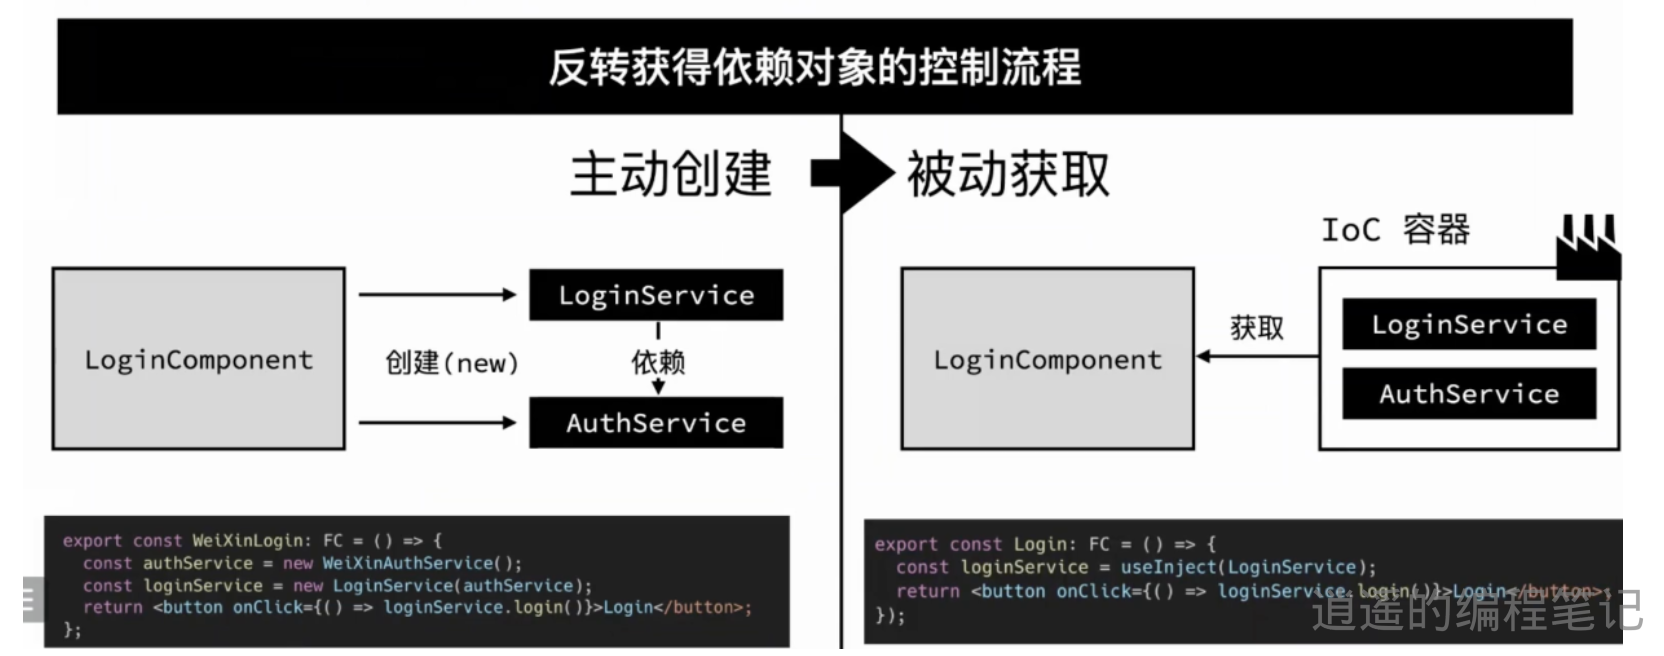 反转获得依赖对象的控制流程
主动创建
被动获取
LoginComponent
创建(new)
LoginService
依赖
AuthService
export const WeiXinLogin: FC = () => {
  const authService = new WeiXinAuthService();
  const loginService = new LoginService(authService);
  return <button onClick={() => loginService.login()}>Login</button>;
};
IoC 容器
LoginComponent
获取
LoginService
AuthService
export const Login: FC = () => {
  const loginService = useInject(LoginService);
  return <button onClick={() => loginService.login()}>Login</button>;
});
逍遥的编程笔记